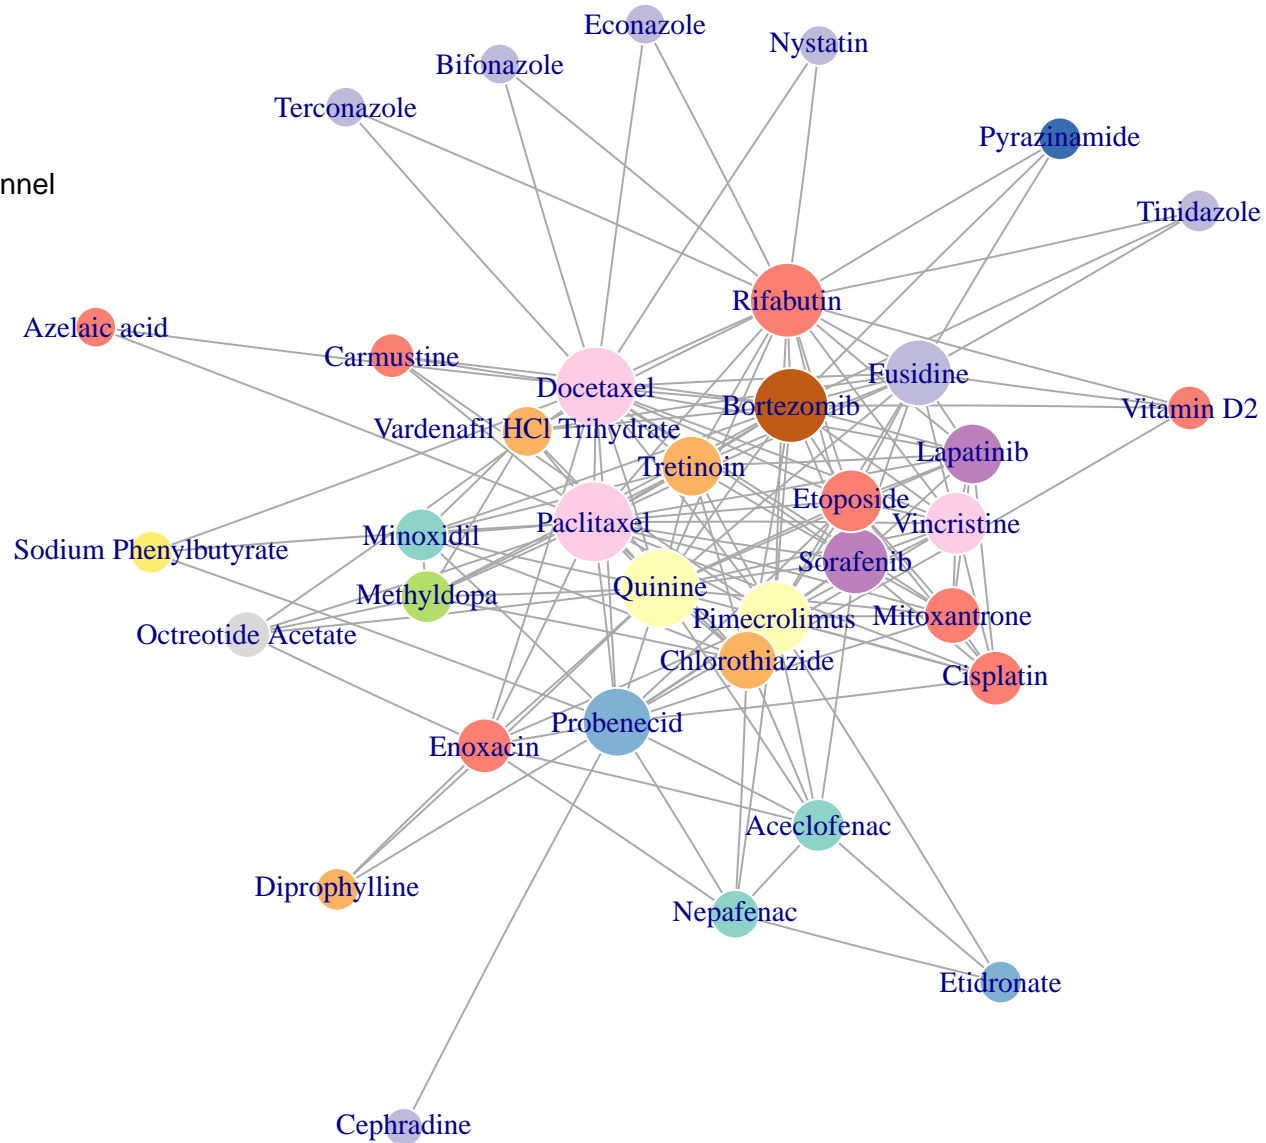 Econazole
Nystatin
Bifonazole
Terconazole
Pyrazinamide
nnel
Tinidazole
Rifabutin
Azelaic acid
Carmustine
Docetaxel
Fusidine
Bortezomib
Vitamin D2
Vardenafil HCl Trihydrate
Lapatinib
Tretinoin
Etoposide
Paclitaxel
Vincristine
Minoxidil
Sodium Phenylbutyrate
Sorafenib
Quinine
Methyldopa
Pimecrolimus
Mitoxantrone
Octreotide Acetate
Chlorothiazide
Cisplatin
Probenecid
Enoxacin
Aceclofenac
Diprophylline
Nepafenac
Etidronate
Cephradine